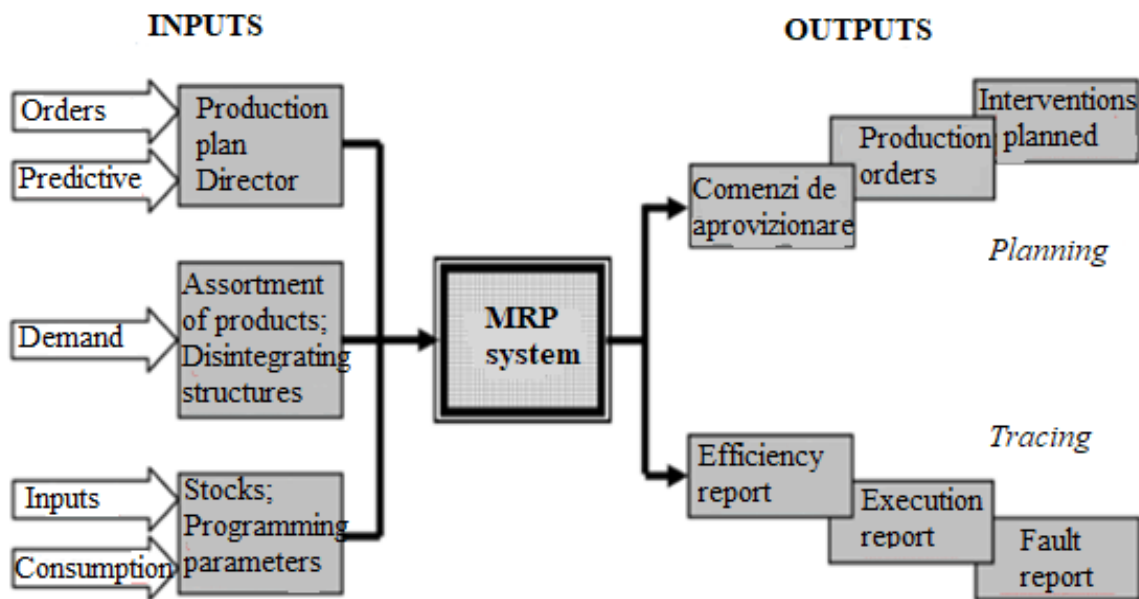 INPUTS
OUTPUTS
Orders
Predictive
Production
plan
Director
Demand
Assortment
of products;
Disintegrating
structures
Inputs
Consumption
Stocks;
Programming
parameters
MRP
system
Interventions
planned
Production
orders
Comenzi de
aprovizionare
Planning
Tracing
Efficiency
report
Execution
report
Fault
report